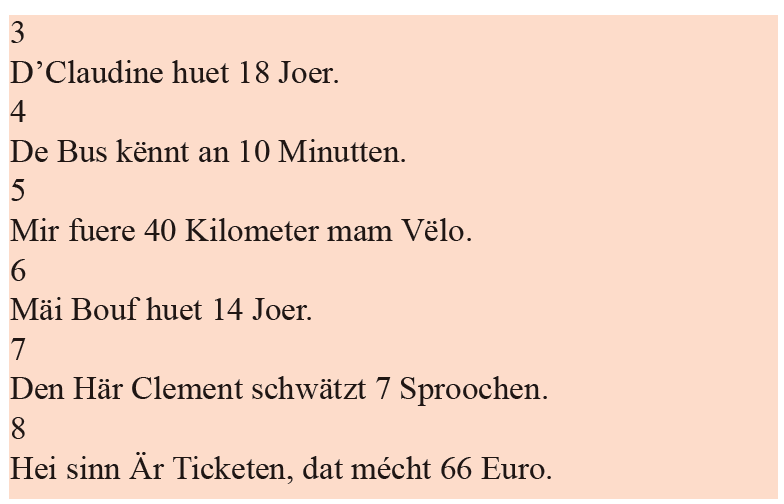 3
D’Claudine huet 18 Joer.
4
De Bus kënnt an 10 Minutten.
5
Mir fuere 40 Kilometer mam Vëlo.
6
Mäi Bouf huet 14 Joer.
7
Den Här Clement schwätzt 7 Sproochen.
8
Hei sinn Är Ticketen, dat mécht 66 Euro.